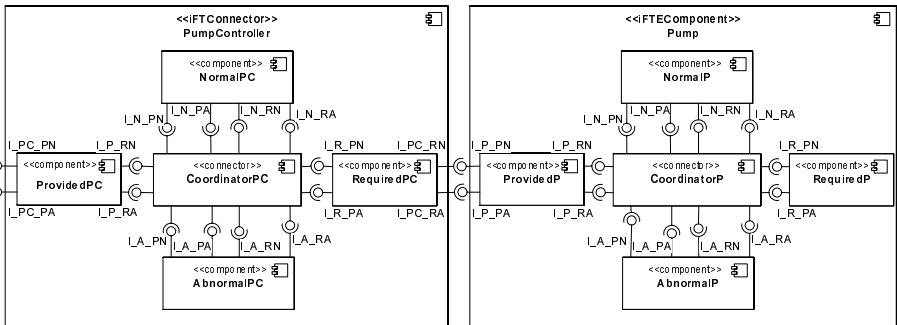 <<iFTConnector>>
PumpController
<<component>>
NormalPC
I_N_PN
I_N_PA
I_N_RN
I_N_RA
I_PC_PN
I_P_RN
<<component>>
ProvidedPC
I_PC_PA
I_P_RA
<<connector>>
CoordinatorPC
I_R_PN
I_PC_RN
<<component>>
RequiredPC
I_R_PA
I_PC_RA
I_A_PN
I_A_PA
I_A_RN
I_A_RA
<<component>>
AbnormalPC
<<iFTEComponent>>
Pump
<<component>>
NormalP
I_N_PN
I_N_PA
I_N_RN
I_N_RA
I_P_PN
I_P_RN
<<component>>
ProvidedP
I_P_PA
I_P_RA
<<connector>>
CoordinatorP
I_R_PN
<<component>>
RequiredP
I_R_PA
I_A_PN
I_A_PA
I_A_RN
I_A_RA
<<component>>
AbnormalP